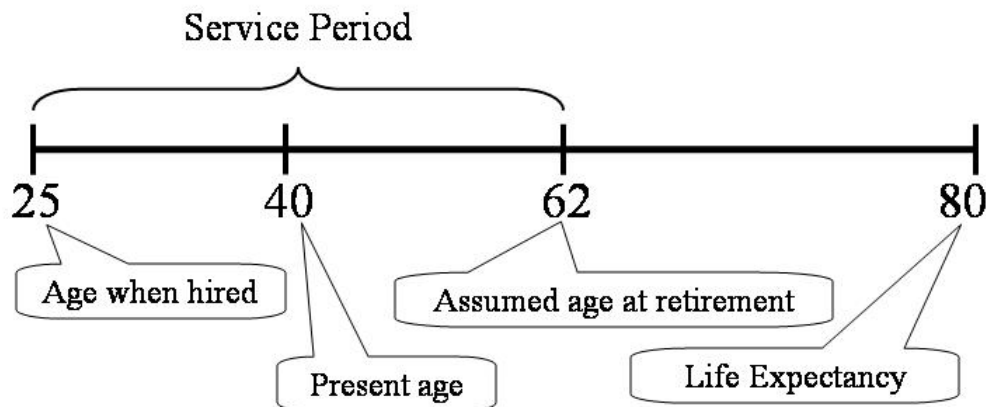 Service Period
25
40
62
80
Age when hired
Assumed age at retirement
Present age
Life Expectancy